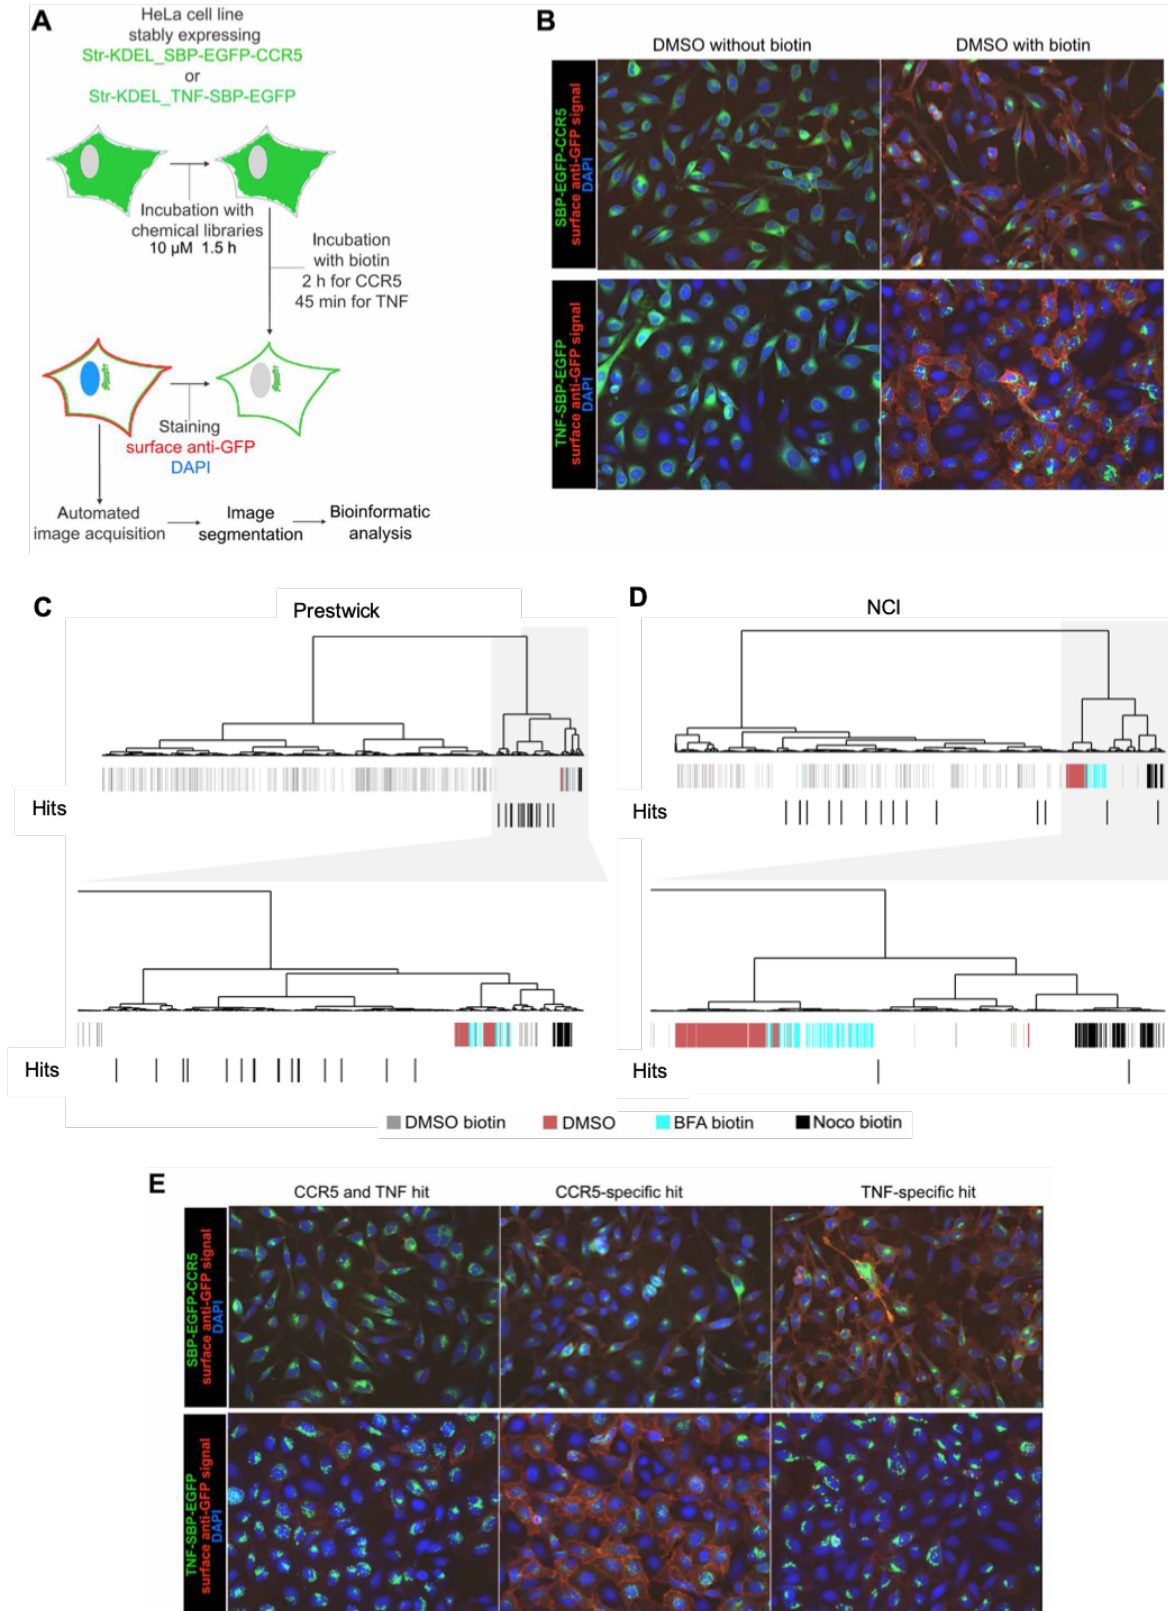 A
HeLa cell line
stably expressing
Str-KDEL_SBP-EGFP-CCR5
or
Str-KDEL_TNF-SBP-EGFP
Incubation with
chemical libraries
10 µM 1.5 h
Incubation
with biotin
2 h for CCR5
45 min for TNF
Staining
surface anti-GFP
DAPI
Automated
image acquisition
Image
segmentation
Bioinformatic
analysis
B
DMSO without biotin
DMSO with biotin
SBP-EGFP-CCR5
surface anti-GFP signal
DAPI
TNF-SBP-EGFP
surface anti-GFP signal
DAPI
C
Prestwick
Hits
Hits
D
NCI
Hits
Hits
DMSO biotin
DMSO
BFA biotin
Noco biotin
E
CCR5 and TNF hit
CCR5-specific hit
TNF-specific hit
SBP-EGFP-CCR5
surface anti-GFP signal
DAPI
TNF-SBP-EGFP
surface anti-GFP signal
DAPI